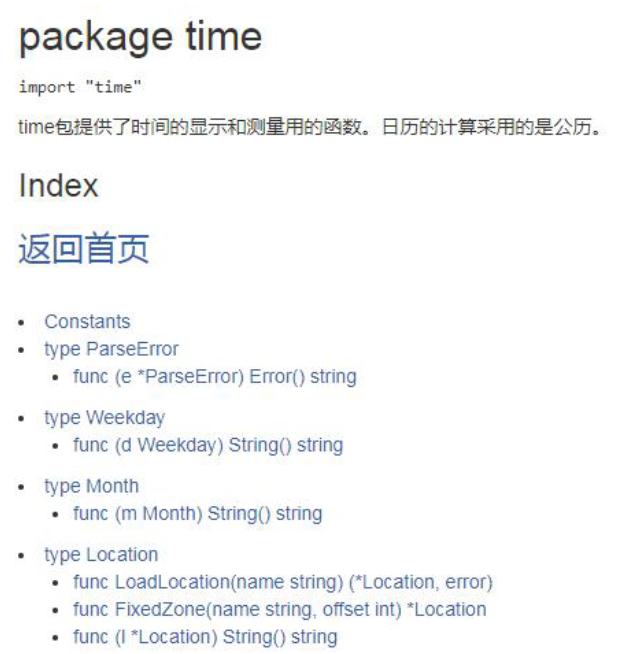 package time
import "time"
time包提供了时间的显示和测量用的函数。日历的计算采用的是公历。
Index
返回首页
Constants
type ParseError
func (e *ParseError) Error() string
type Weekday
func (d Weekday) String() string
type Month
func (m Month) String() string
type Location
func LoadLocation(name string) (*Location, error)
func FixedZone(name string, offset int) *Location
func (l *Location) String() string